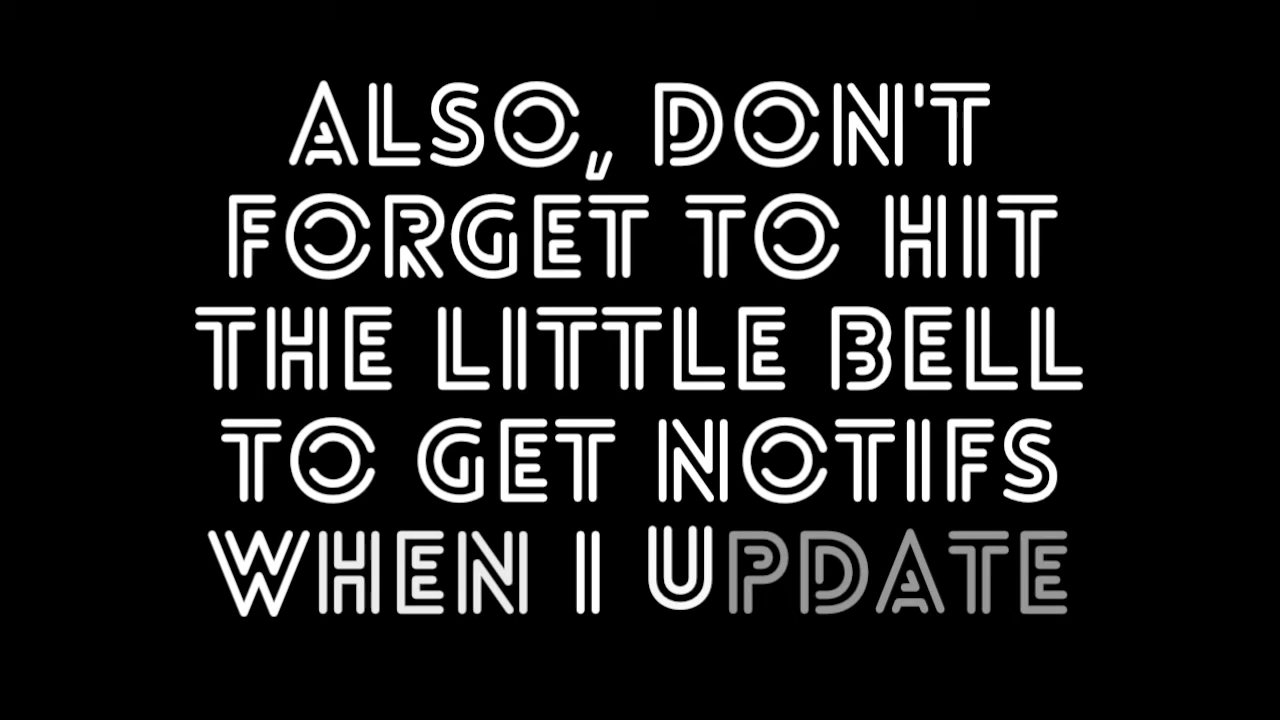 ALSO, DON'T
FORGET TO HIT
THE LITTLE BELL
TO GET NOTIFS
WHEN I UPDATE